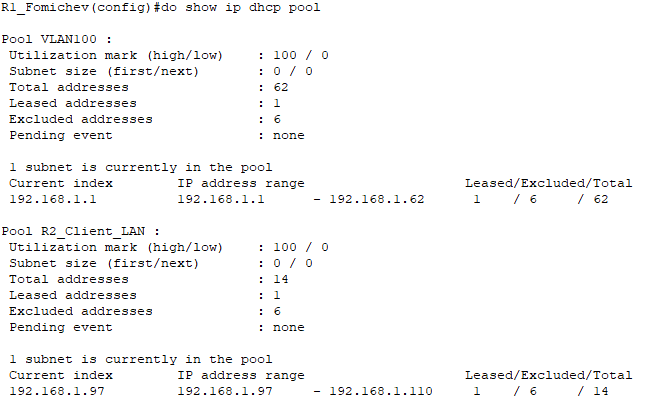 R1_Fomichev(config)#do show ip dhcp pool
Pool VLAN100 :
Utilization mark (high/low) : 100 / 0
Subnet size (first/next) : 0 / 0
Total addresses : 62
Leased addresses : 1
Excluded addresses : 6
Pending event : none
1 subnet is currently in the pool
Current index IP address range Leased/Excluded/Total
192.168.1.1 192.168.1.1 - 192.168.1.62 1 / 6 / 62
Pool R2_Client_LAN :
Utilization mark (high/low) : 100 / 0
Subnet size (first/next) : 0 / 0
Total addresses : 14
Leased addresses : 1
Excluded addresses : 6
Pending event : none
1 subnet is currently in the pool
Current index IP address range Leased/Excluded/Total
192.168.1.97 192.168.1.97 - 192.168.1.110 1 / 6 / 14